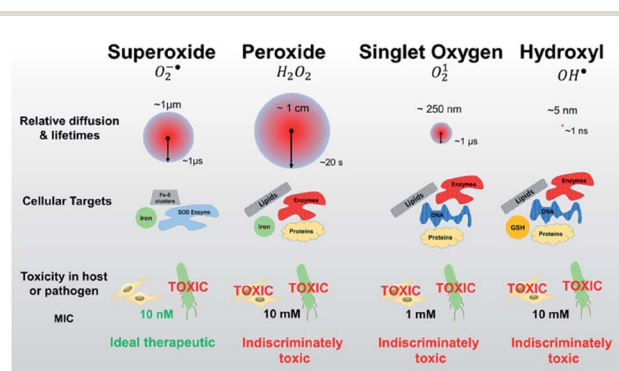 Superoxide Peroxide Singlet Oxygen Hydroxyl
O₂⁻• H₂O₂ O₂¹ OH•
Relative diffusion
& lifetimes
~1μm
~1μs
~ 1 cm
~20 s
~ 250 nm
~1 μs
~5 nm
~1 ns
Cellular Targets
Fe-S
clusters
Iron
SOD Enzyme
Lipids
Enzymes
Iron
Proteins
Lipids
Enzymes
DNA
Proteins
Lipids
Enzymes
DNA
GSH
Proteins
Toxicity in host
or pathogen
TOXIC
TOXIC TOXIC
TOXIC TOXIC
TOXIC TOXIC
MIC
10 nM 10 mM 1 mM 10 mM
Ideal therapeutic
Indiscriminately
toxic
Indiscriminately
toxic
Indiscriminately
toxic